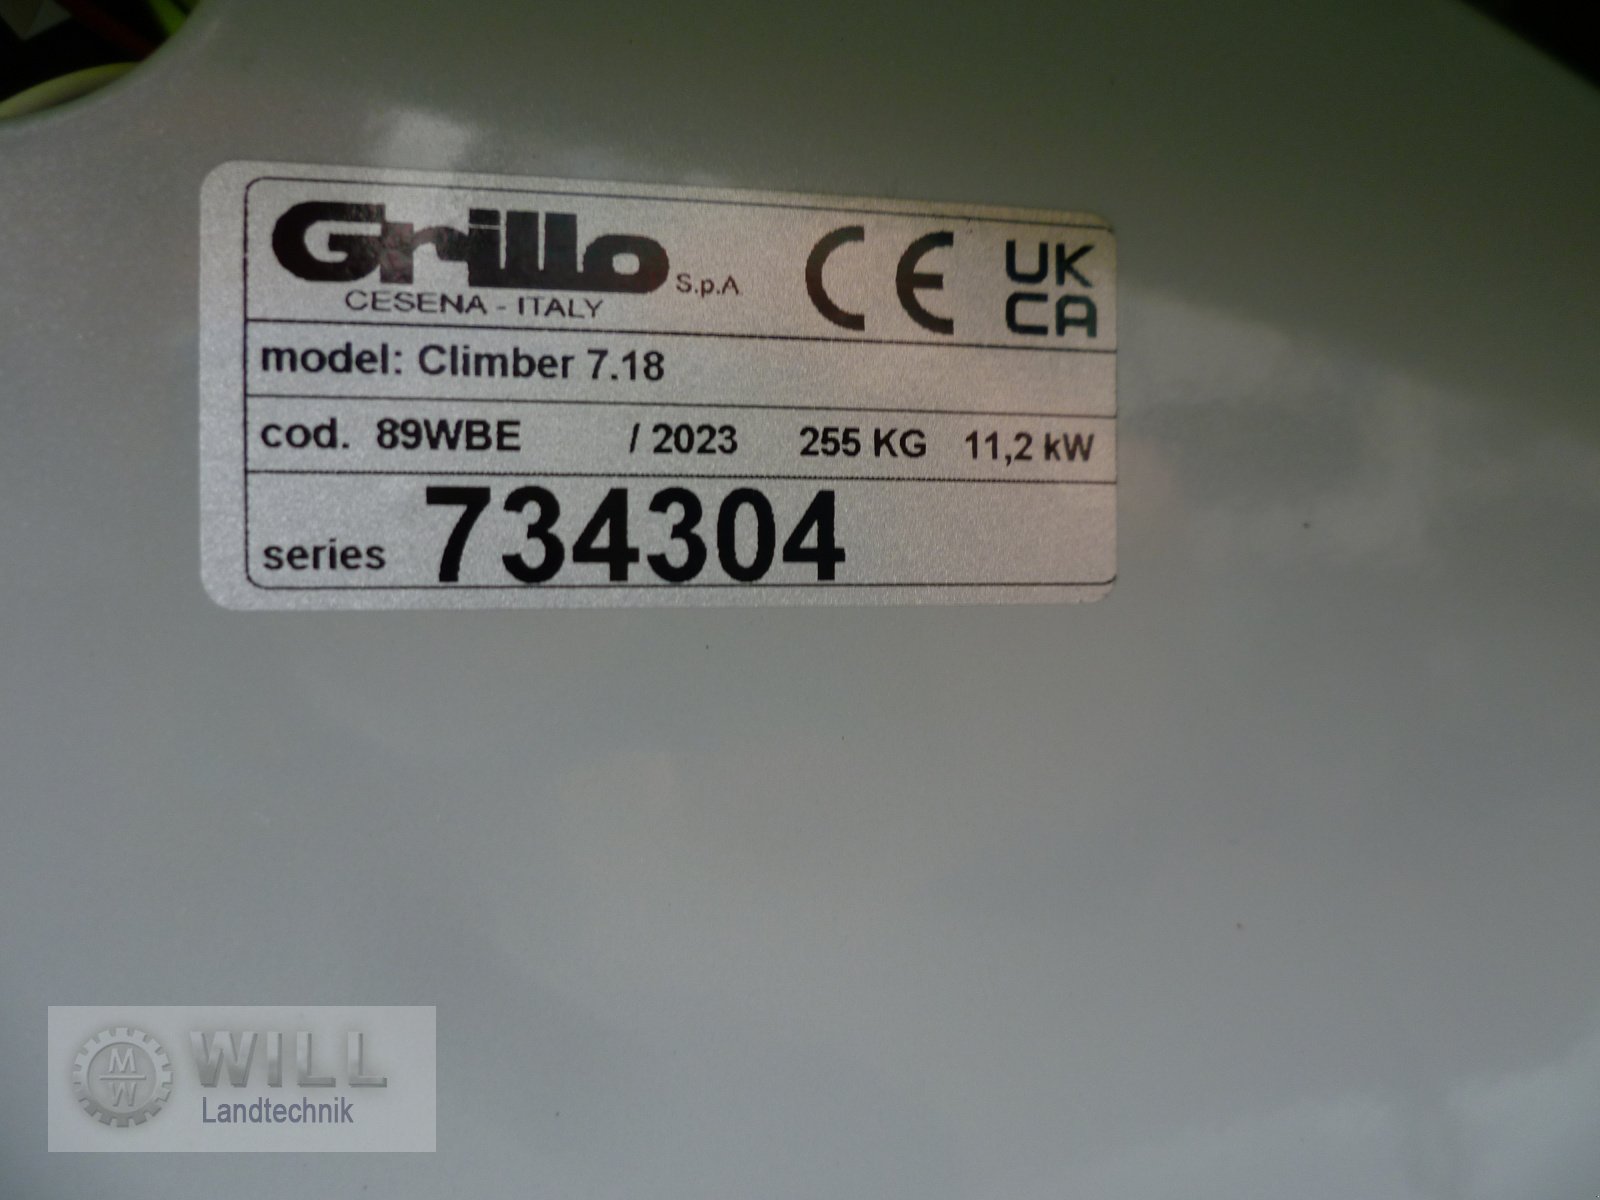 Grillo S.p.A
CESENA - ITALY
CE
UK
CA
model: Climber 7.18
cod. 89WBE / 2023 255 KG 11,2 kW
series 734304
MW
WILL
Landtechnik